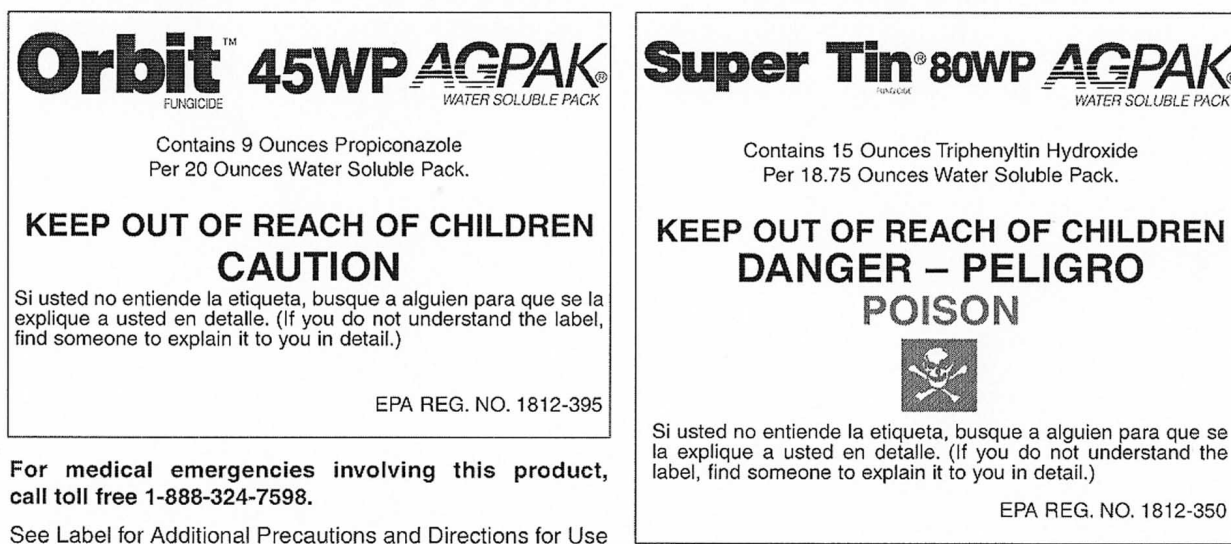 Orbit™ 45WP AGPAK®
FUNGICIDE
WATER SOLUBLE PACK
Contains 9 Ounces Propiconazole
Per 20 Ounces Water Soluble Pack.
KEEP OUT OF REACH OF CHILDREN
CAUTION
Si usted no entiende la etiqueta, busque a alguien para que se la
explique a usted en detalle. (If you do not understand the label,
find someone to explain it to you in detail.)
EPA REG. NO. 1812-395
For medical emergencies involving this product,
call toll free 1-888-324-7598.
See Label for Additional Precautions and Directions for Use
Super Tin® 80WP AGPAK®
FUNGICIDE
WATER SOLUBLE PACK
Contains 15 Ounces Triphenyltin Hydroxide
Per 18.75 Ounces Water Soluble Pack.
KEEP OUT OF REACH OF CHILDREN
DANGER – PELIGRO
POISON
Si usted no entiende la etiqueta, busque a alguien para que se
la explique a usted en detalle. (If you do not understand the
label, find someone to explain it to you in detail.)
EPA REG. NO. 1812-350